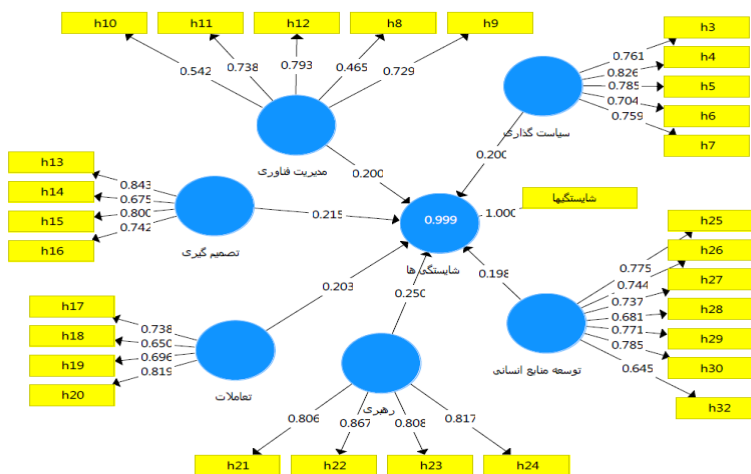 h10
h11
h12
h8
h9
0.542
0.738
0.793
0.465
0.729
مدیریت فناوری
0.200
h3
h4
h5
h6
h7
0.761
0.826
0.785
0.704
0.759
سیاست گذاری
0.200
h13
h14
h15
h16
0.843
0.675
0.800
0.742
تصمیم گیری
0.215
0.999
شایستگی ها
1.000
شایستگیها
h17
h18
h19
h20
0.738
0.650
0.696
0.819
تعاملات
0.203
رهبری
0.250
0.806
0.867
0.808
0.817
h21
h22
h23
h24
0.198
توسعه منابع انسانی
0.775
0.744
0.737
0.681
0.771
0.785
0.645
h25
h26
h27
h28
h29
h30
h32